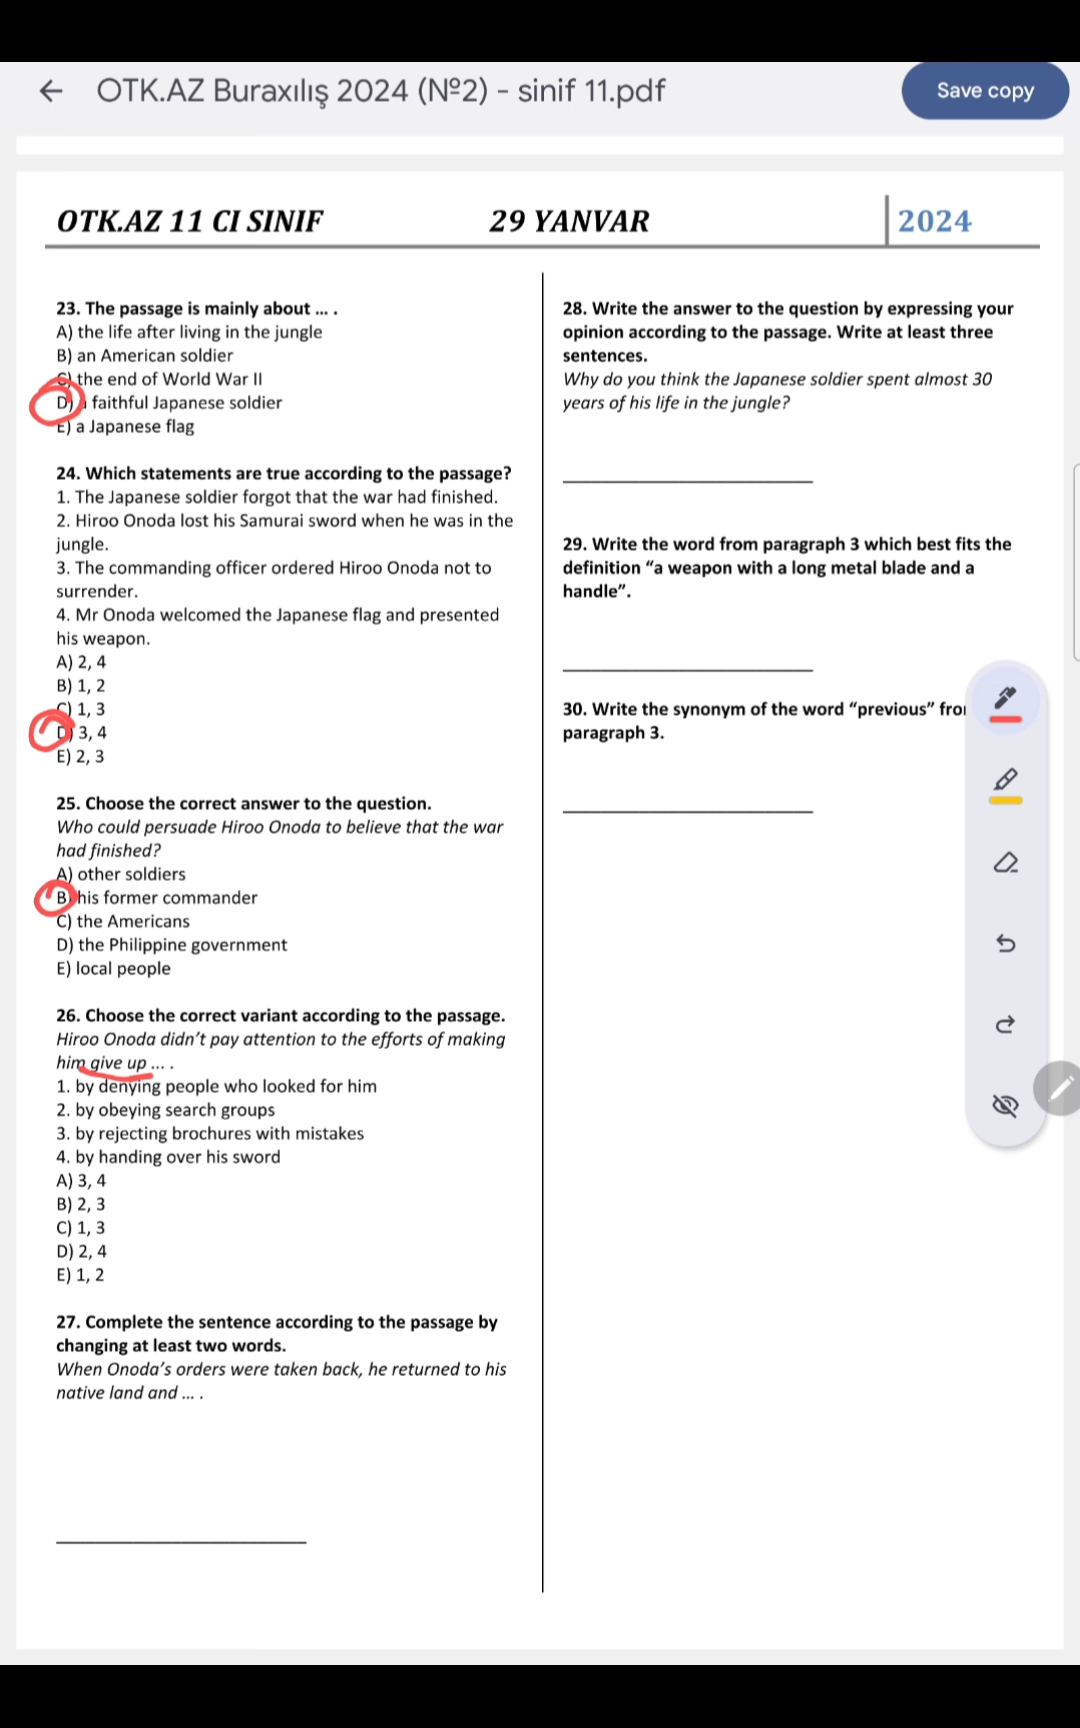 OTK.AZ Buraxılış 2024 (Nº2) - sinif 11.pdf
Save copy
OTK.AZ 11 CI SINIF
29 YANVAR
2024
23. The passage is mainly about ... .
A) the life after living in the jungle
B) an American soldier
C) the end of World War II
D) a faithful Japanese soldier
E) a Japanese flag
24. Which statements are true according to the passage?
1. The Japanese soldier forgot that the war had finished.
2. Hiroo Onoda lost his Samurai sword when he was in the
jungle.
3. The commanding officer ordered Hiroo Onoda not to
surrender.
4. Mr Onoda welcomed the Japanese flag and presented
his weapon.
A) 2, 4
B) 1, 2
C) 1, 3
D) 3, 4
E) 2, 3
25. Choose the correct answer to the question.
Who could persuade Hiroo Onoda to believe that the war
had finished?
A) other soldiers
B) his former commander
C) the Americans
D) the Philippine government
E) local people
26. Choose the correct variant according to the passage.
Hiroo Onoda didn't pay attention to the efforts of making
him give up ... .
1. by denying people who looked for him
2. by obeying search groups
3. by rejecting brochures with mistakes
4. by handing over his sword
A) 3, 4
B) 2, 3
C) 1, 3
D) 2, 4
E) 1, 2
27. Complete the sentence according to the passage by
changing at least two words.
When Onoda's orders were taken back, he returned to his
native land and ... .
28. Write the answer to the question by expressing your
opinion according to the passage. Write at least three
sentences.
Why do you think the Japanese soldier spent almost 30
years of his life in the jungle?
29. Write the word from paragraph 3 which best fits the
definition “a weapon with a long metal blade and a
handle”.
30. Write the synonym of the word “previous” fro
paragraph 3.